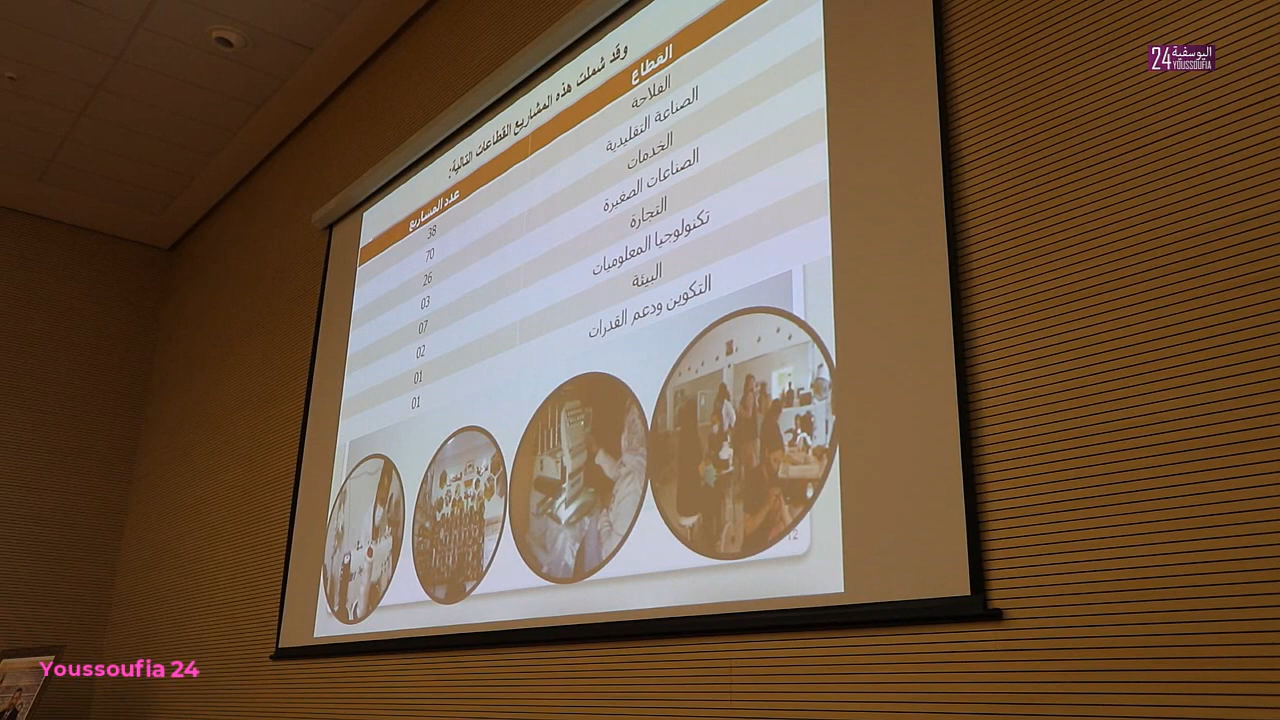 وقد شملت هذه المشاريع القطاعات التالية:
القطاع عدد المشاريع
الفلاحة 38
الصناعة التقليدية 70
الخدمات 26
الصناعات الصغيرة 03
التجارة 07
تكنولوجيا المعلوميات 02
البيئة 01
التكوين ودعم القدرات 01
12
24 اليوسفية
YOUSSOUFIA
Youssoufia 24